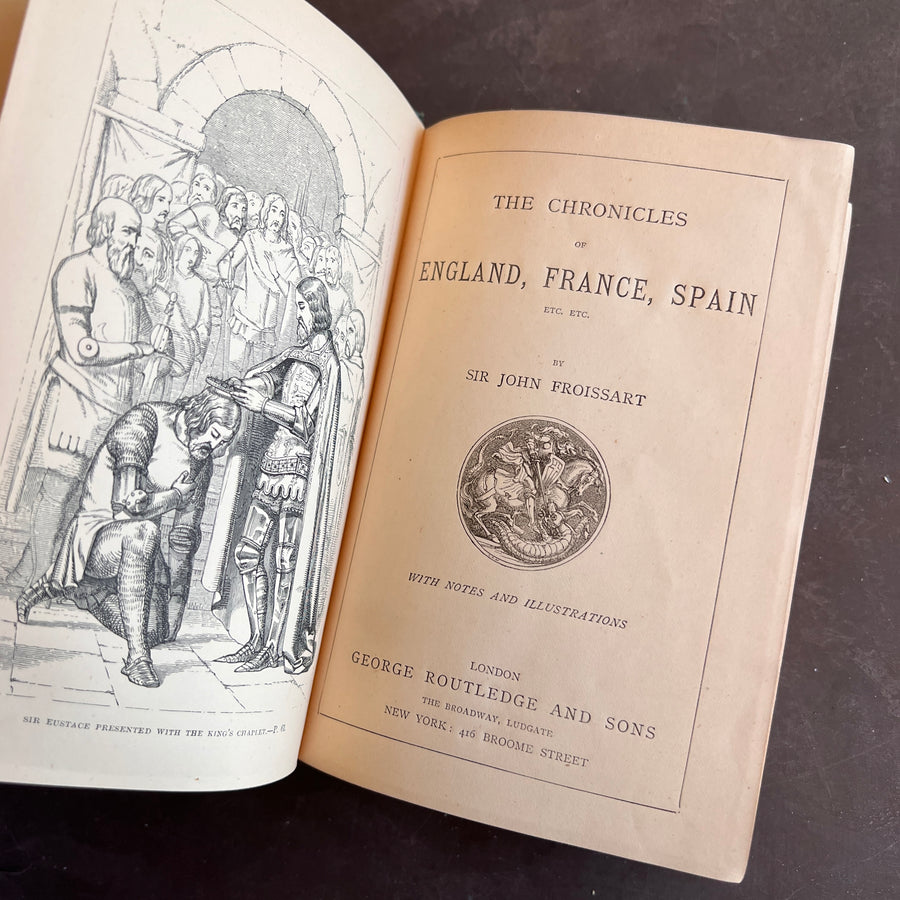 SIR EUSTACE PRESENTED WITH THE KING'S CHAPLET.—P.
THE CHRONICLES
OF
ENGLAND, FRANCE, SPAIN
ETC. ETC.
BY
SIR JOHN FROISSART
WITH NOTES AND ILLUSTRATIONS
LONDON
GEORGE ROUTLEDGE AND SONS
THE BROADWAY, LUDGATE
NEW YORK: 416 BROOME STREET